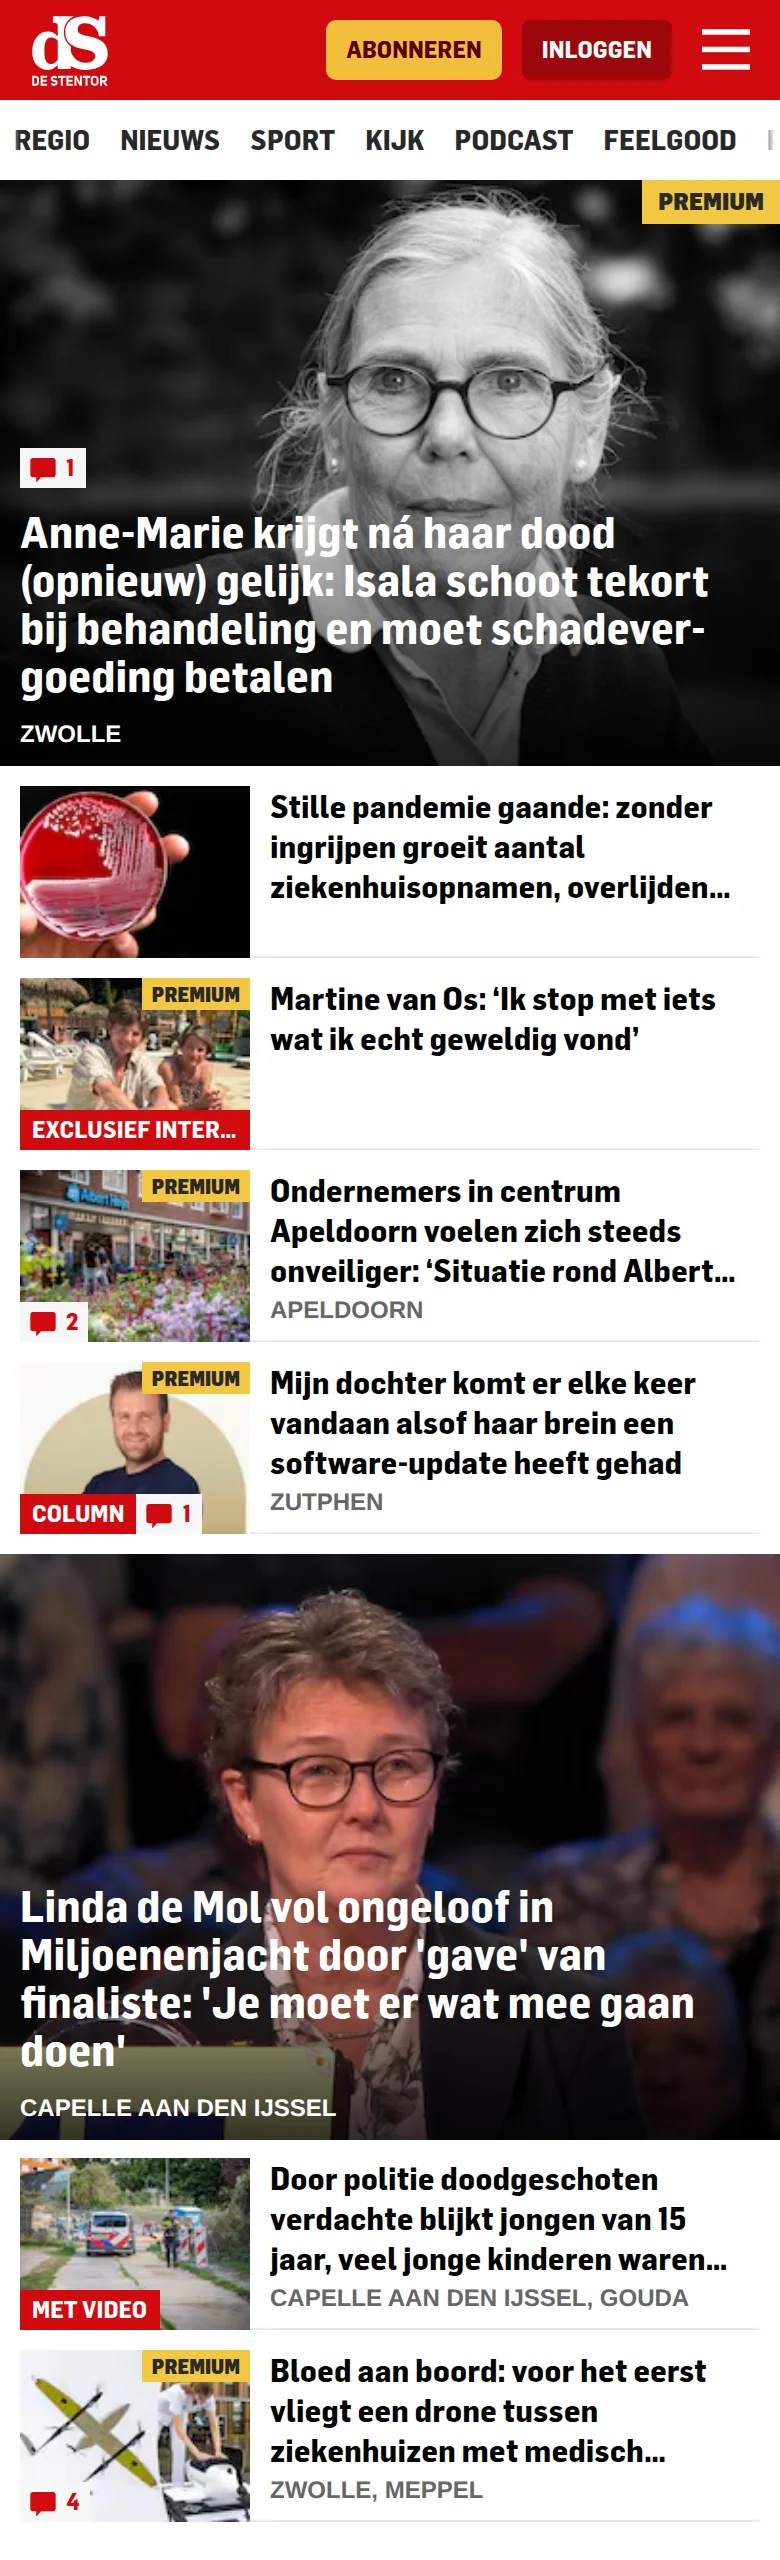 dS
DE STENTOR
ABONNEREN
INLOGGEN
REGIO NIEUWS SPORT KIJK PODCAST FEELGOOD
PREMIUM
1
Anne-Marie krijgt ná haar dood
(opnieuw) gelijk: Isala schoot tekort
bij behandeling en moet schadever-
goeding betalen
ZWOLLE
Stille pandemie gaande: zonder
ingrijpen groeit aantal
ziekenhuisopnamen, overlijden...
PREMIUM
EXCLUSIEF INTER...
Martine van Os: ‘Ik stop met iets
wat ik echt geweldig vond’
PREMIUM
Albert Heijn
2
Ondernemers in centrum
Apeldoorn voelen zich steeds
onveiliger: ‘Situatie rond Albert...
APELDOORN
PREMIUM
COLUMN
1
Mijn dochter komt er elke keer
vandaan alsof haar brein een
software-update heeft gehad
ZUTPHEN
Linda de Mol vol ongeloof in
Miljoenenjacht door 'gave' van
finaliste: 'Je moet er wat mee gaan
doen'
CAPELLE AAN DEN IJSSEL
MET VIDEO
Door politie doodgeschoten
verdachte blijkt jongen van 15
jaar, veel jonge kinderen waren...
CAPELLE AAN DEN IJSSEL, GOUDA
PREMIUM
4
Bloed aan boord: voor het eerst
vliegt een drone tussen
ziekenhuizen met medisch...
ZWOLLE, MEPPEL